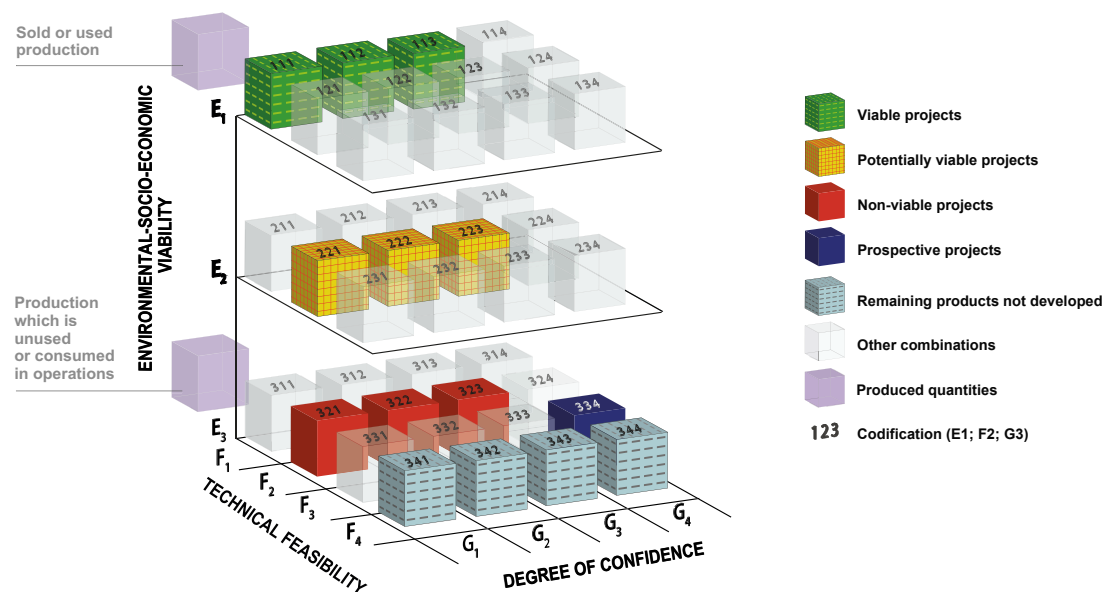 Sold or used
production
111
112
113
114
121
122
123
124
131
132
133
134
E1
ENVIRONMENTAL-SOCIO-ECONOMIC
VIABILITY
211
212
213
214
221
222
223
224
231
232
233
234
E2
Production
which is
unused
or consumed
in operations
311
312
313
314
321
322
323
324
331
332
333
334
341
342
343
344
E3
F1
F2
F3
F4
TECHNICAL FEASIBILITY
G1
G2
G3
G4
DEGREE OF CONFIDENCE
Viable projects
Potentially viable projects
Non-viable projects
Prospective projects
Remaining products not developed
Other combinations
Produced quantities
123 Codification (E1; F2; G3)